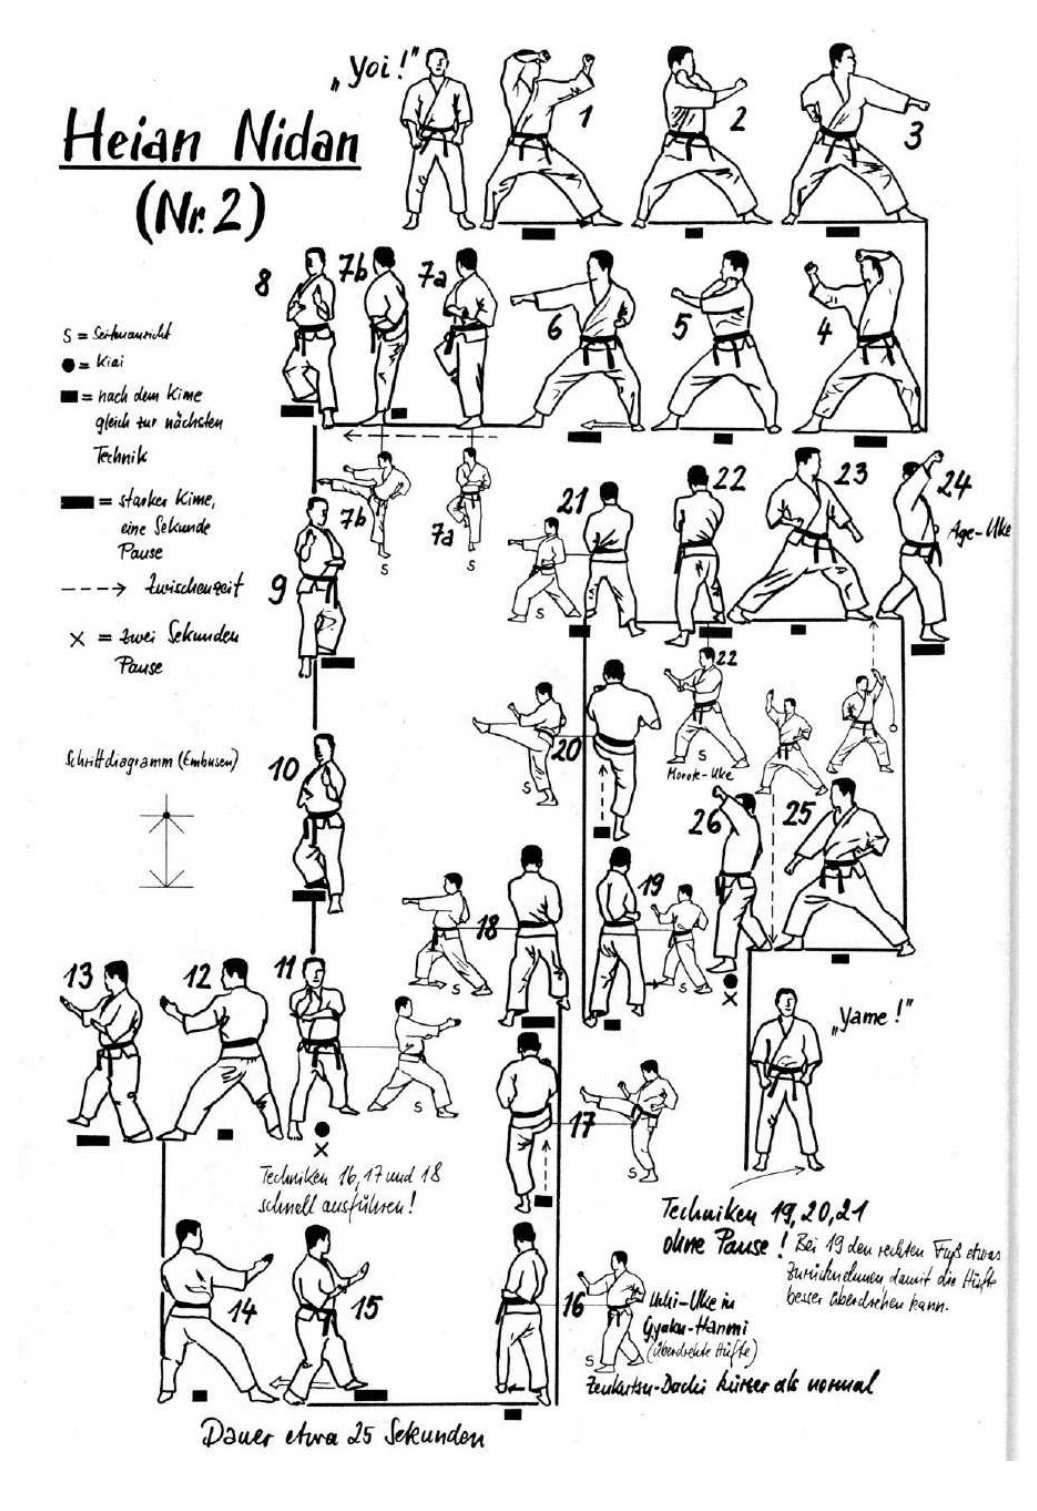 „Yoi!"
Heian Nidan
(Nr. 2)
1
2
3
8
7b
7a
6
5
4
S = Seitenansicht
= Kiai
= nach dem Kime
gleich zur nächsten
Technik
= starker Kime,
eine Sekunde
Pause
Zwischenzeit
X = zwei Sekunden
Pause
7b
7a
S
S
9
21
22
23
24
Age-Uke
S
22
S
Morote-Uke
20
S
Schrittdiagramm (Embusen)
10
26
25
18
19
S
S
13
12
11
S
X
X
„Yame!"
17
S
Techniken 16, 17 und 18
schnell ausführen!
Techniken 19, 20, 21
ohne Pause! Bei 19 den rechten Fuß etwas
zurücknehmen, damit die Hüfte
besser überdrehen kann.
14
15
16
S
Uchi-Uke in
Gyaku-Hanmi
(überdrehte Hüfte)
Zenkutsu-Dachi kürzer als normal
Dauer etwa 25 Sekunden